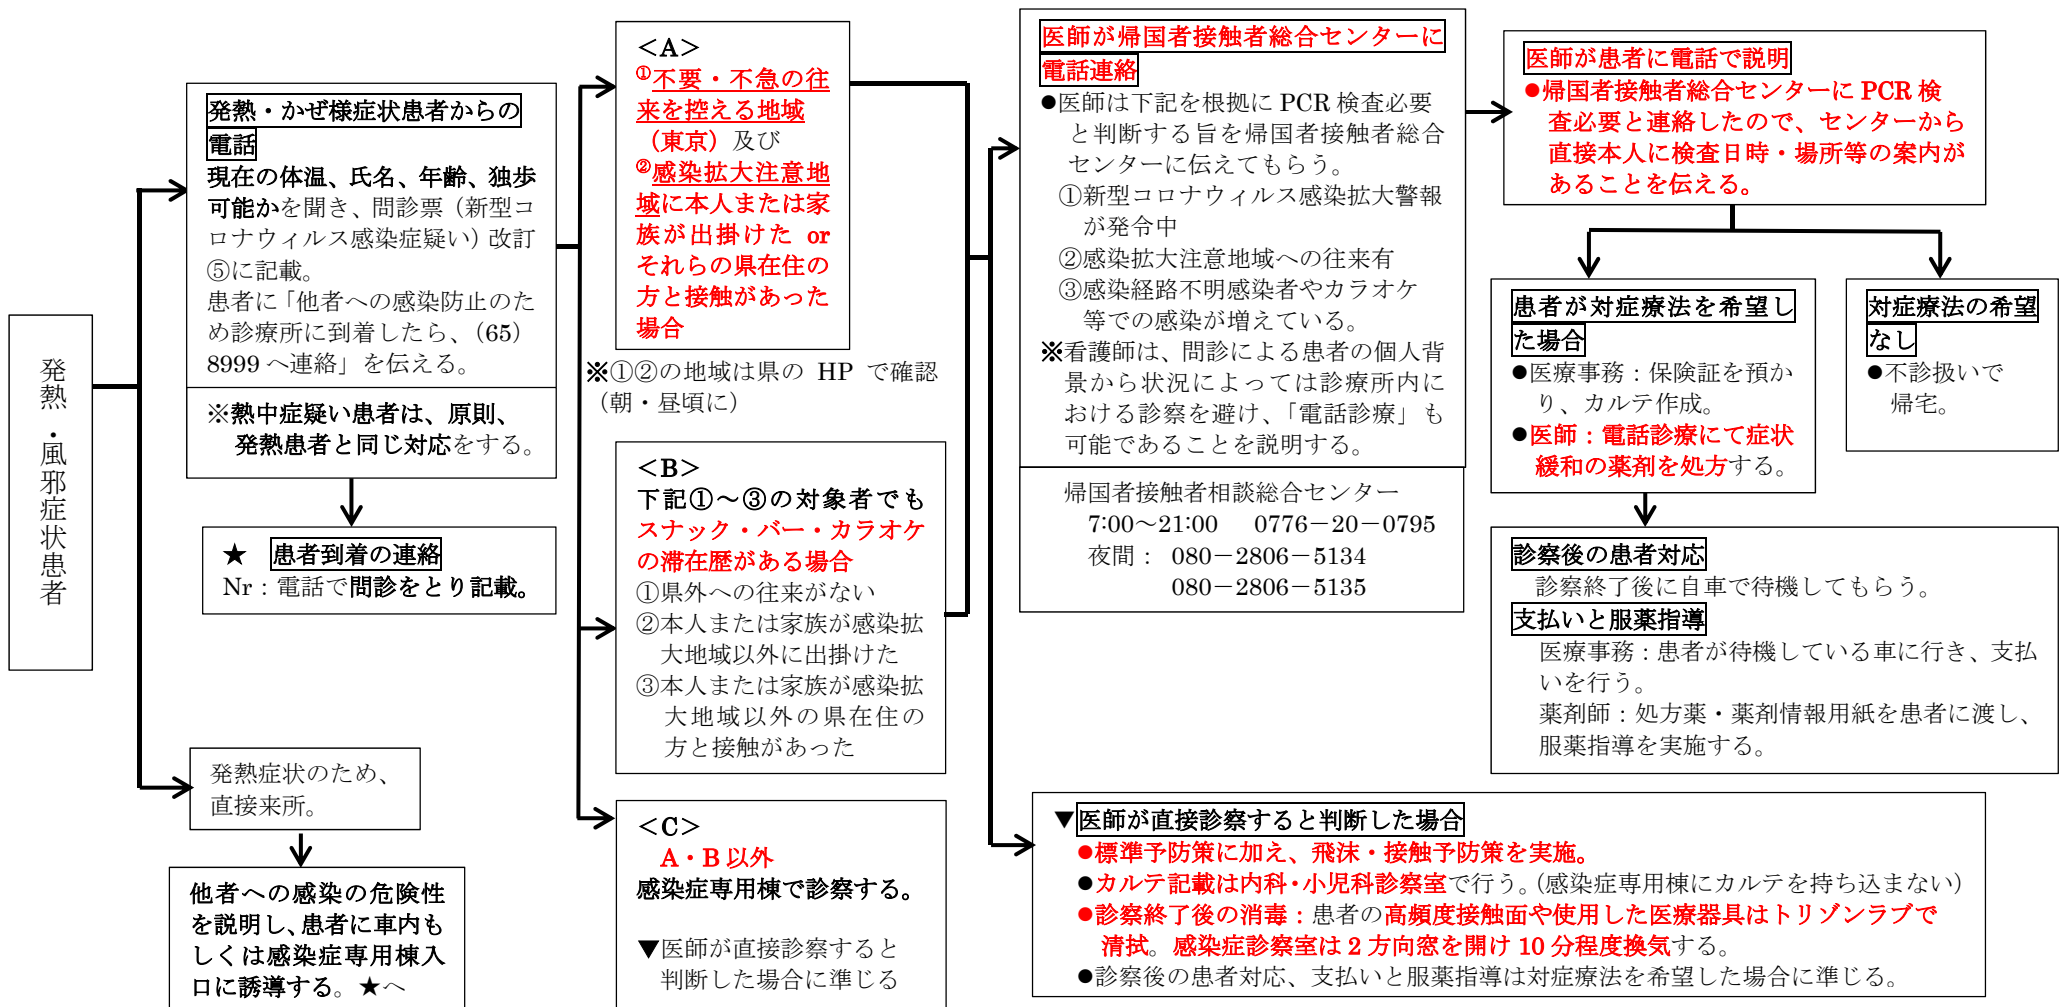 発熱・風邪症状患者
発熱・かぜ様症状患者からの
電話
現在の体温、氏名、年齢、独歩
可能かを聞き、問診票（新型コ
ロナウィルス感染症疑い）改訂
⑤に記載。
患者に「他者への感染防止のた
め診療所に到着したら、（65）
8999へ連絡」を伝える。
※熱中症疑い患者は、原則、
発熱患者と同じ対応をする。
★ 患者到着の連絡
Nr：電話で問診をとり記載。
発熱症状のため、
直接来所。
他者への感染の危険性
を説明し、患者に車内も
しくは感染症専用棟入
口に誘導する。★へ
＜A＞
①不要・不急の往
来を控える地域
（東京）及び
②感染拡大注意地
域に本人または家
族が出掛けた or
それらの県在住の
方と接触があった
場合
※①②の地域は県の HP で確認
（朝・昼頃に）
＜B＞
下記①～③の対象者でも
スナック・バー・カラオケ
の滞在歴がある場合
①県外への往来がない
②本人または家族が感染拡
大地域以外に出掛けた
③本人または家族が感染拡
大地域以外の県在住の
方と接触があった
＜C＞
A・B 以外
感染症専用棟で診察する。
▼医師が直接診察すると
判断した場合に準じる
医師が帰国者接触者総合センターに
電話連絡
●医師は下記を根拠に PCR 検査必要
と判断する旨を帰国者接触者総合
センターに伝えてもらう。
①新型コロナウィルス感染拡大警報
が発令中
②感染拡大注意地域への往来有
③感染経路不明感染者やカラオケ
等での感染が増えている。
※看護師は、問診による患者の個人背
景から状況によっては診療所内に
おける診察を避け、「電話診療」も
可能であることを説明する。
帰国者接触者相談総合センター
7:00～21:00 0776－20－0795
夜間： 080－2806－5134
080－2806－5135
医師が患者に電話で説明
●帰国者接触者総合センターに PCR 検
査必要と連絡したので、センターから
直接本人に検査日時・場所等の案内が
あることを伝える。
患者が対症療法を希望し
た場合
●医療事務：保険証を預か
り、カルテ作成。
●医師：電話診療にて症状
緩和の薬剤を処方する。
対症療法の希望
なし
●不診扱いで
帰宅。
診察後の患者対応
診察終了後に自車で待機してもらう。
支払いと服薬指導
医療事務：患者が待機している車に行き、支払
いを行う。
薬剤師：処方薬・薬剤情報用紙を患者に渡し、
服薬指導を実施する。
▼医師が直接診察すると判断した場合
●標準予防策に加え、飛沫・接触予防策を実施。
●カルテ記載は内科・小児科診察室で行う。（感染症専用棟にカルテを持ち込まない）
●診察終了後の消毒：患者の高頻度接触面や使用した医療器具はトリゾンラブで
清拭。感染症診察室は 2 方向窓を開け 10 分程度換気する。
●診察後の患者対応、支払いと服薬指導は対症療法を希望した場合に準じる。